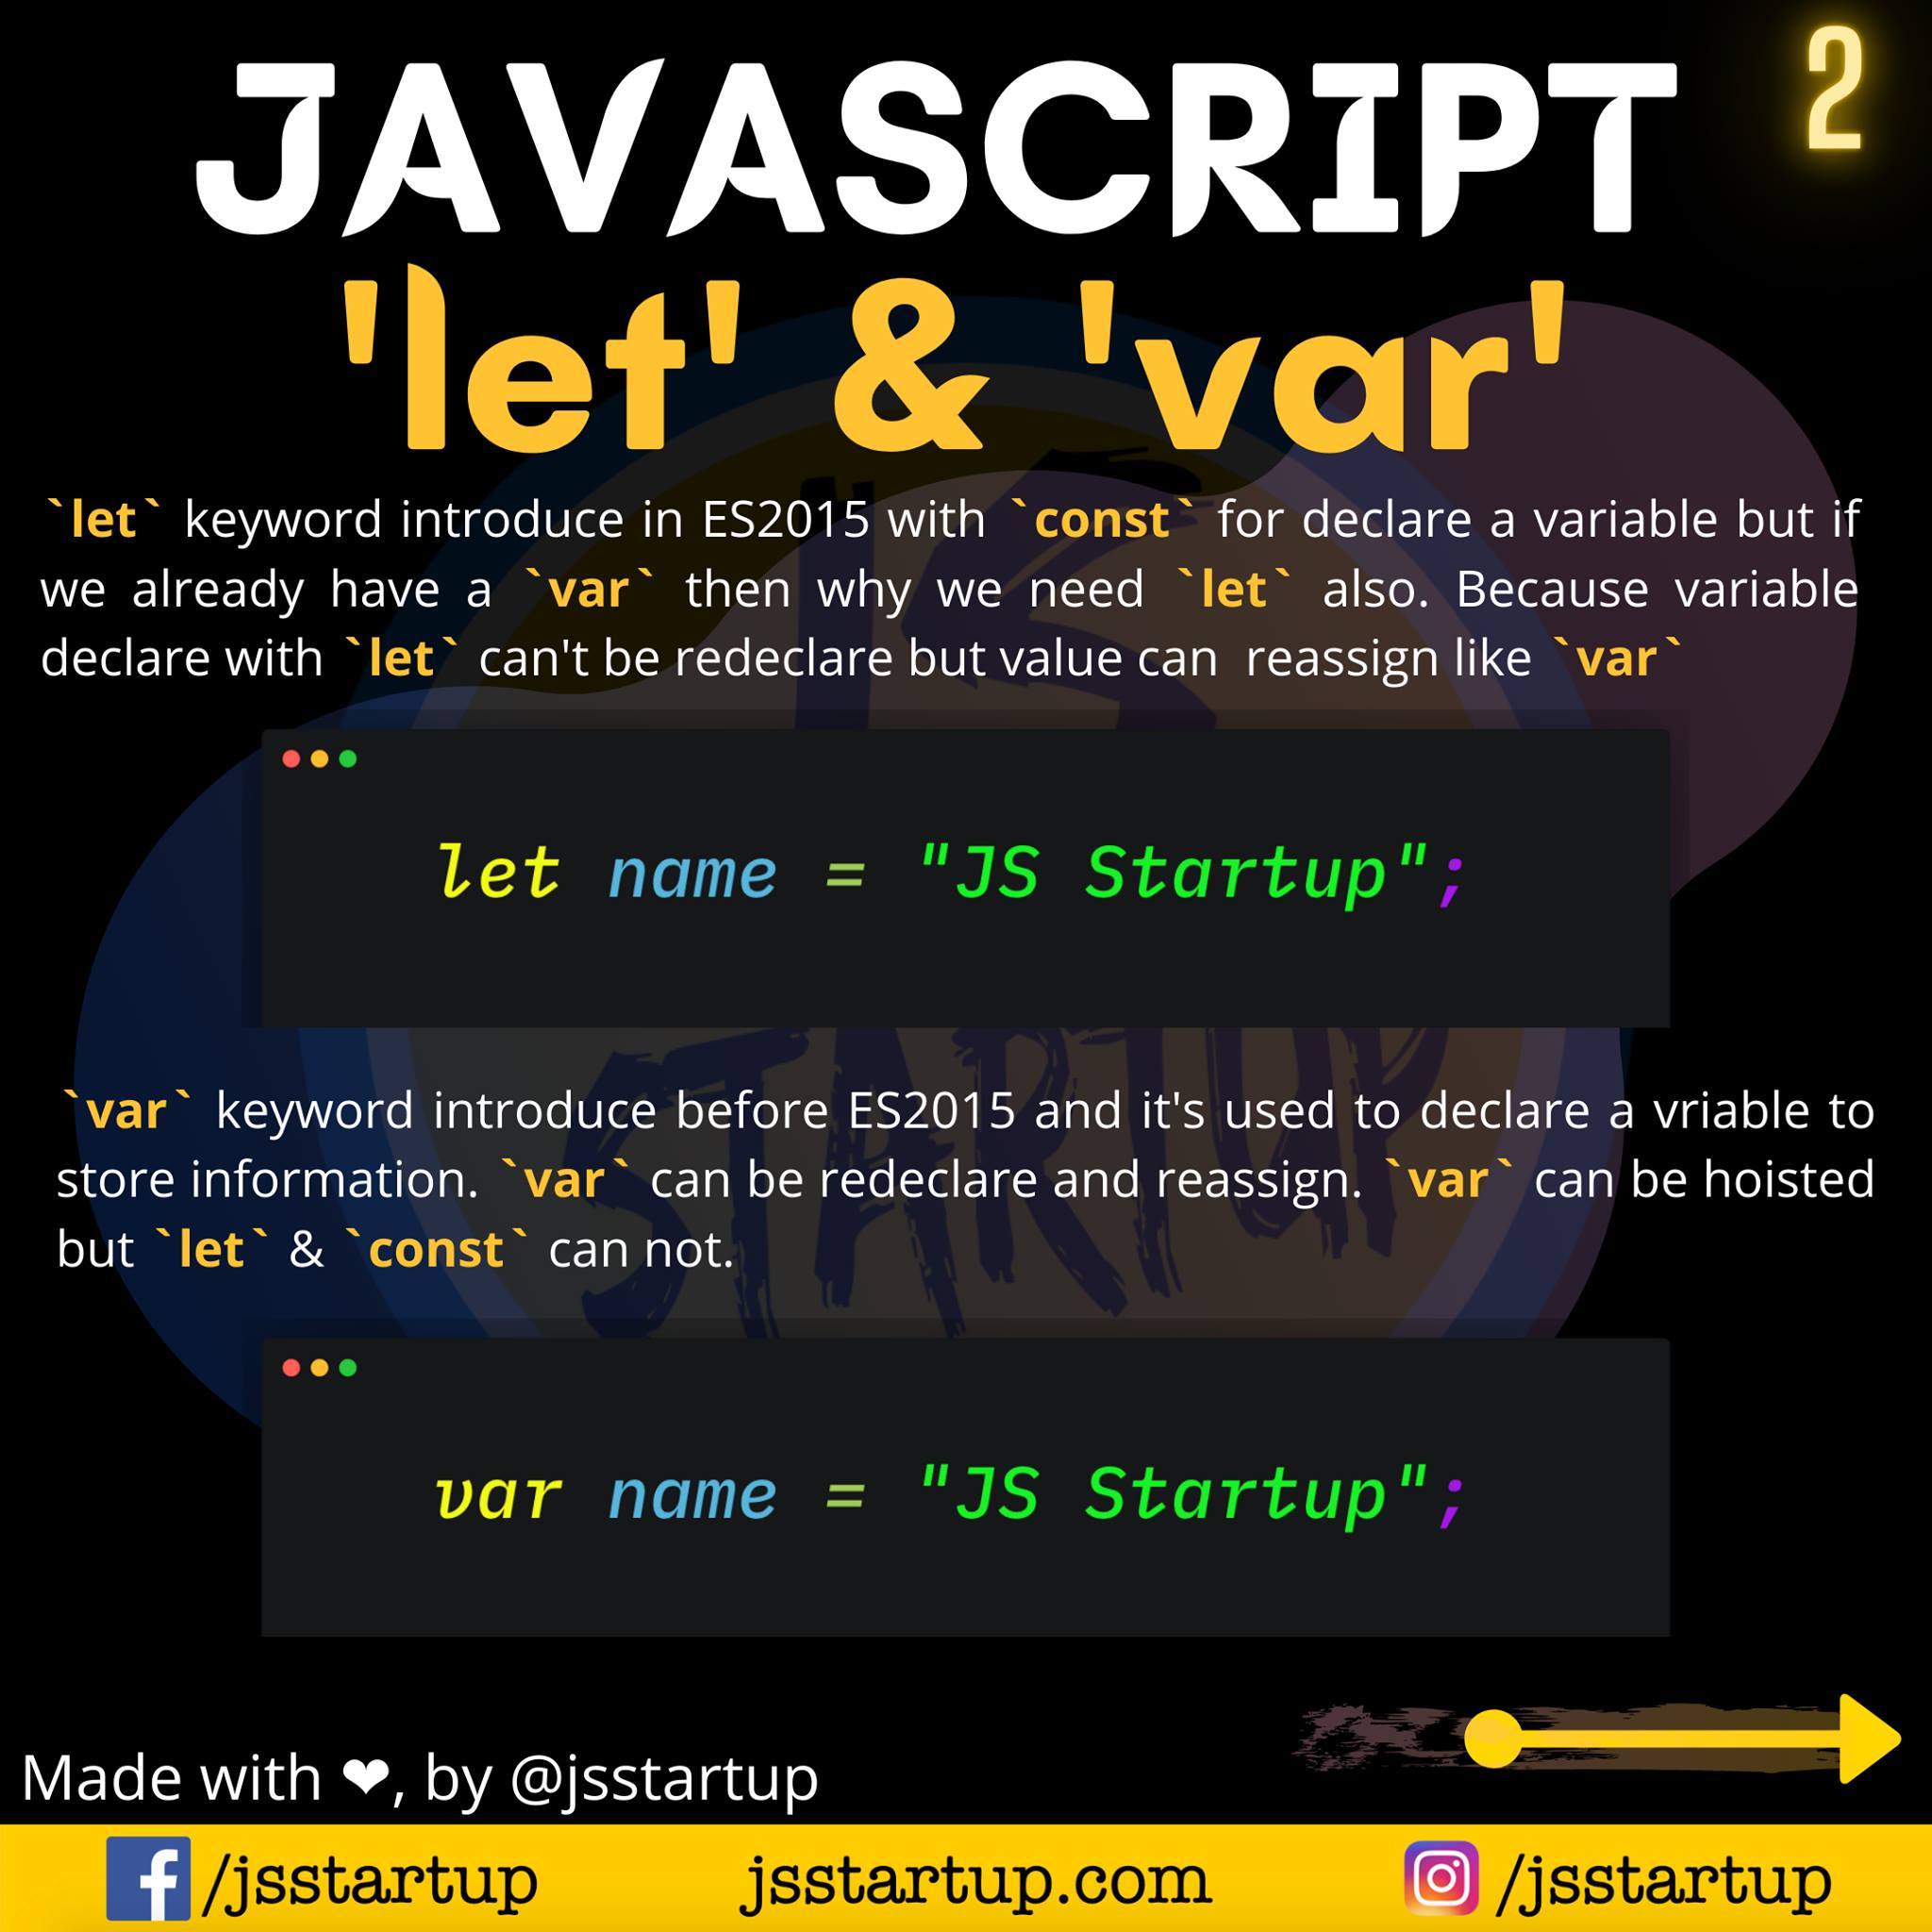 JAVASCRIPT
2
'let' & 'var'
`let` keyword introduce in ES2015 with `const` for declare a variable but if
we already have a `var` then why we need `let` also. Because variable
declare with `let` can't be redeclare but value can reassign like `var`
let name = "JS Startup";
STARTUP
`var` keyword introduce before ES2015 and it's used to declare a vriable to
store information. `var` can be redeclare and reassign. `var` can be hoisted
but `let` & `const` can not.
var name = "JS Startup";
Made with ❤, by @jsstartup
/jsstartup
jsstartup.com
/jsstartup